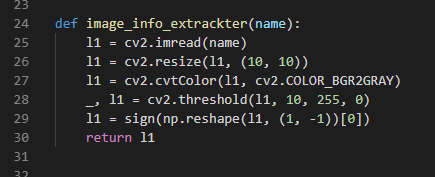 23
24 def image_info_extrackter(name):
25     l1 = cv2.imread(name)
26     l1 = cv2.resize(l1, (10, 10))
27     l1 = cv2.cvtColor(l1, cv2.COLOR_BGR2GRAY)
28     _, l1 = cv2.threshold(l1, 10, 255, 0)
29     l1 = sign(np.reshape(l1, (1, -1))[0])
30     return l1
31
32